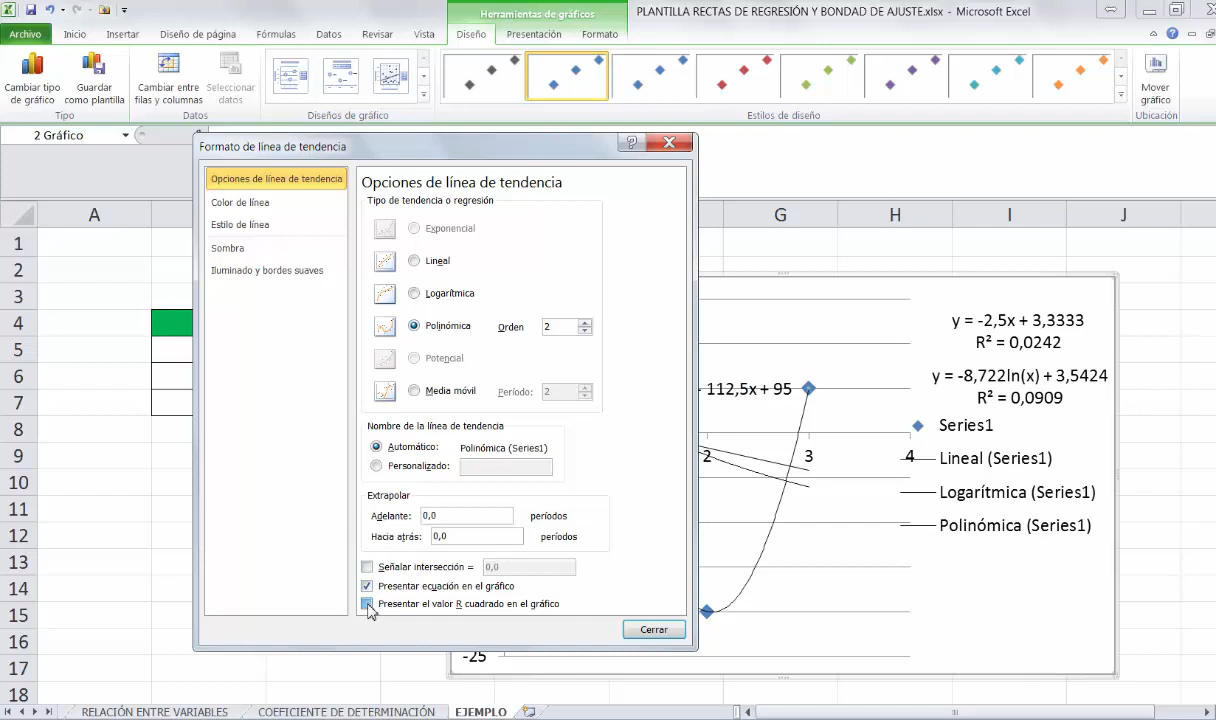 Herramientas de gráficos
PLANTILLA RECTAS DE REGRESIÓN Y BONDAD DE AJUSTE.xlsx - Microsoft Excel
Archivo Inicio Insertar Diseño de página Fórmulas Datos Revisar Vista Diseño Presentación Formato
Cambiar tipo de gráfico
Guardar como plantilla
Cambiar entre filas y columnas
Seleccionar datos
Mover gráfico
Tipo Datos Diseños de gráfico Estilos de diseño Ubicación
2 Gráfico
Formato de línea de tendencia
Opciones de línea de tendencia
Color de línea
Estilo de línea
Sombra
Iluminado y bordes suaves
Opciones de línea de tendencia
Tipo de tendencia o regresión
Exponencial
Lineal
Logarítmica
Polinómica Orden 2
Potencial
Media móvil Período: 2
Nombre de la línea de tendencia
Automático: Polinómica (Series1)
Personalizado:
Extrapolar
Adelante: 0,0 períodos
Hacia atrás: 0,0 períodos
Señalar intersección = 0,0
Presentar ecuación en el gráfico
Presentar el valor R cuadrado en el gráfico
Cerrar
A G H I J
1
2
3
4
5
6
7
8
9
10
11
12
13
14
15
16
17
18
y = -2,5x + 3,3333
R² = 0,0242
y = -8,722ln(x) + 3,5424
R² = 0,0909
112,5x + 95
Series1
2 3 4
Lineal (Series1)
Logarítmica (Series1)
Polinómica (Series1)
-25
RELACIÓN ENTRE VARIABLES COEFICIENTE DE DETERMINACIÓN EJEMPLO